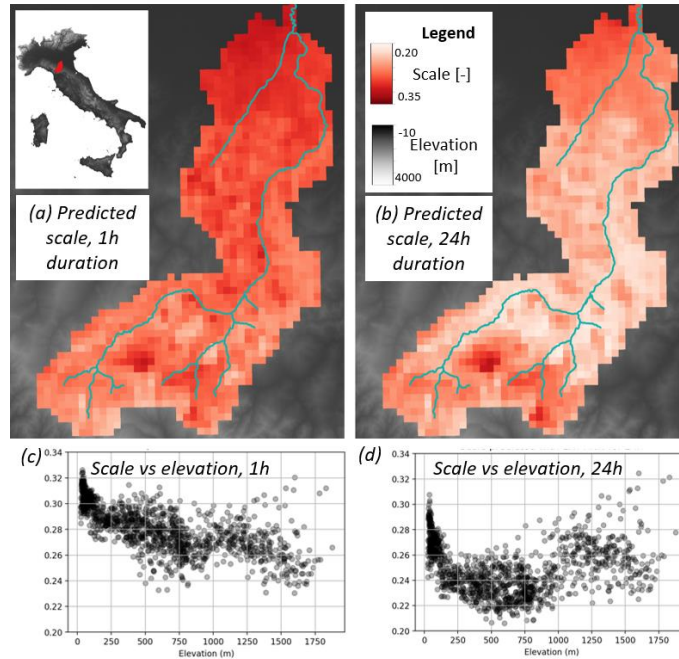 (a) Predicted
scale, 1h
duration
Legend
0.20
Scale [-]
0.35
-10
Elevation
[m]
4000
(b) Predicted
scale, 24h
duration
(c)
Scale vs elevation, 1h
0.34
0.32
0.30
0.28
0.26
0.24
0.22
0.20
0
250
500
750
1000
1250
1500
1750
Elevation (m)
(d)
Scale vs elevation, 24h
0.34
0.32
0.30
0.28
0.26
0.24
0.22
0.20
0
250
500
750
1000
1250
1500
1750
Elevation (m)